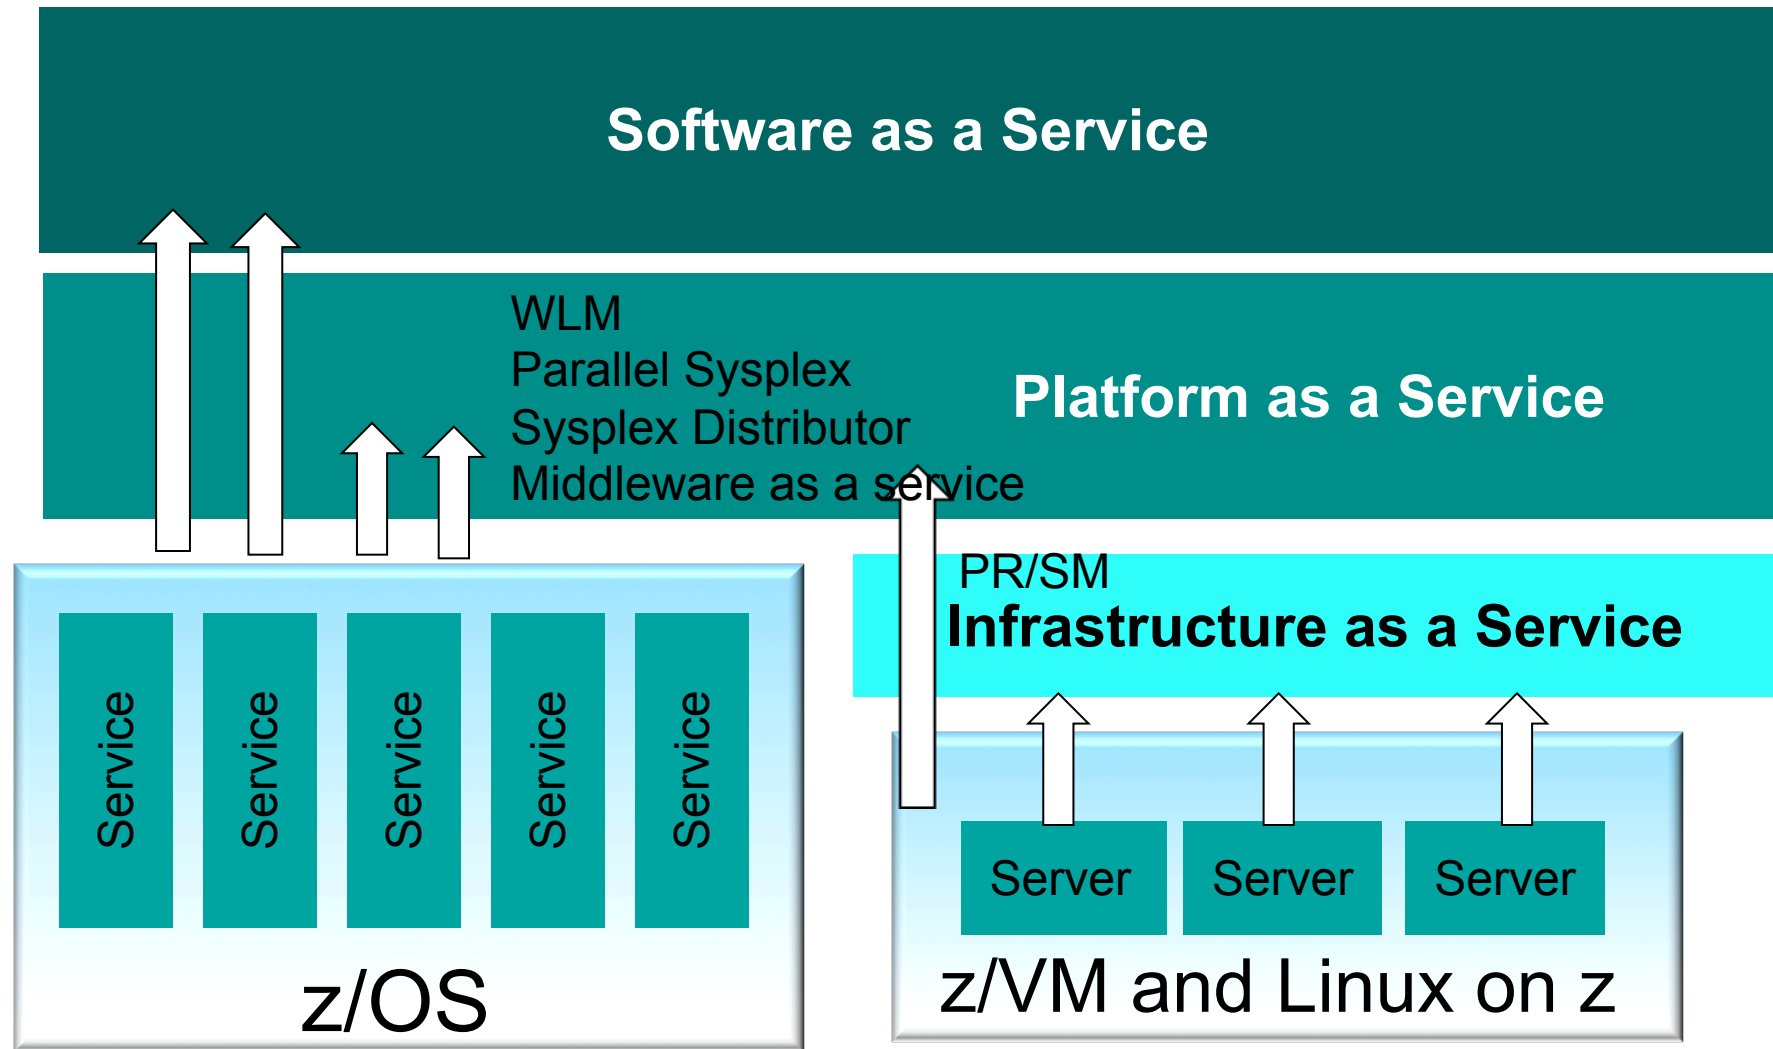 Software as a Service
WLM
Parallel Sysplex
Sysplex Distributor
Middleware as a service
Platform as a Service
PR/SM
Infrastructure as a Service
Service
Service
Service
Service
Service
z/OS
Server
Server
Server
z/VM and Linux on z